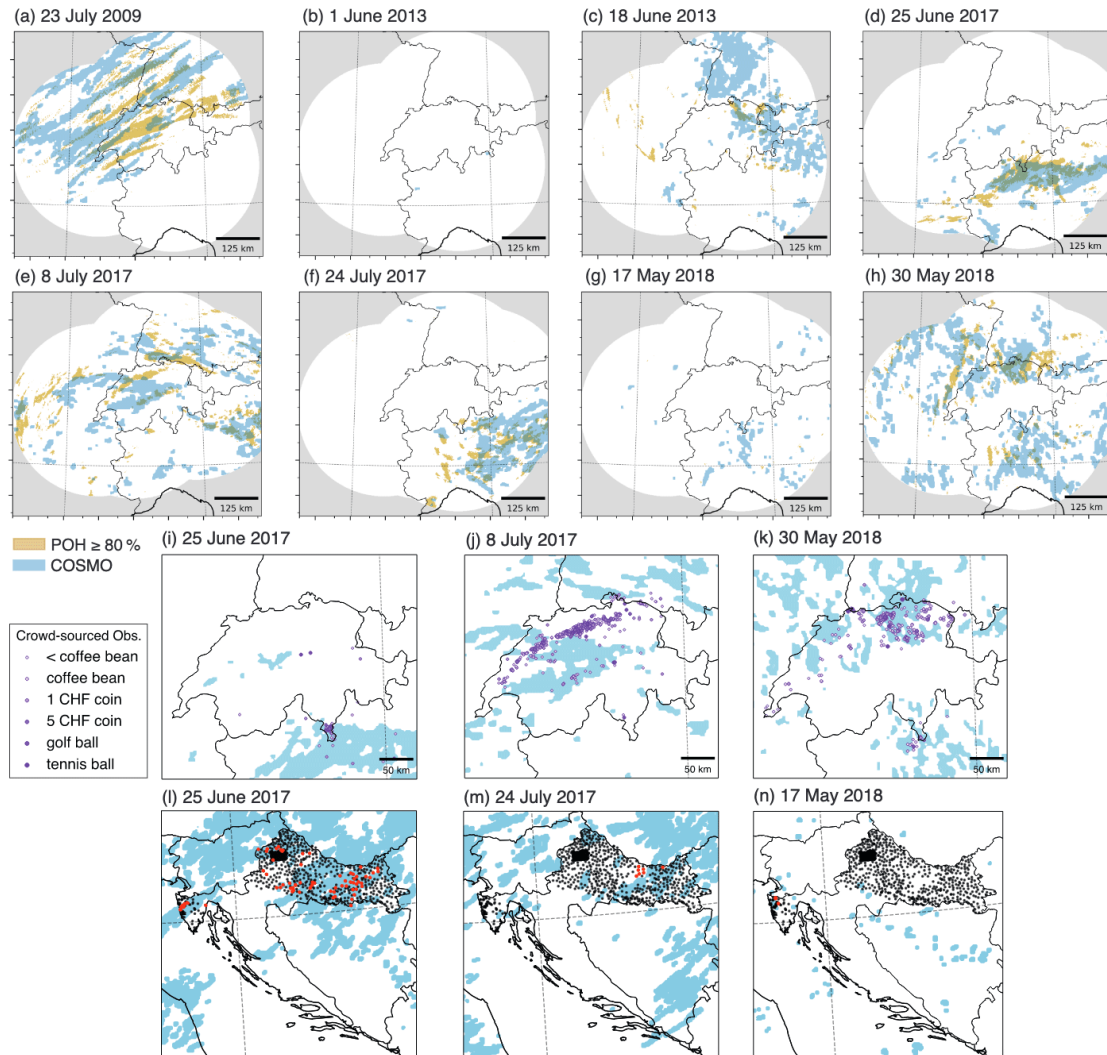 (a) 23 July 2009
(b) 1 June 2013
(c) 18 June 2013
(d) 25 June 2017
125 km
125 km
125 km
125 km
(e) 8 July 2017
(f) 24 July 2017
(g) 17 May 2018
(h) 30 May 2018
125 km
125 km
125 km
125 km
POH ≥ 80 %
COSMO
(i) 25 June 2017
(j) 8 July 2017
(k) 30 May 2018
Crowd-sourced Obs.
< coffee bean
coffee bean
1 CHF coin
5 CHF coin
golf ball
tennis ball
50 km
50 km
50 km
(l) 25 June 2017
(m) 24 July 2017
(n) 17 May 2018